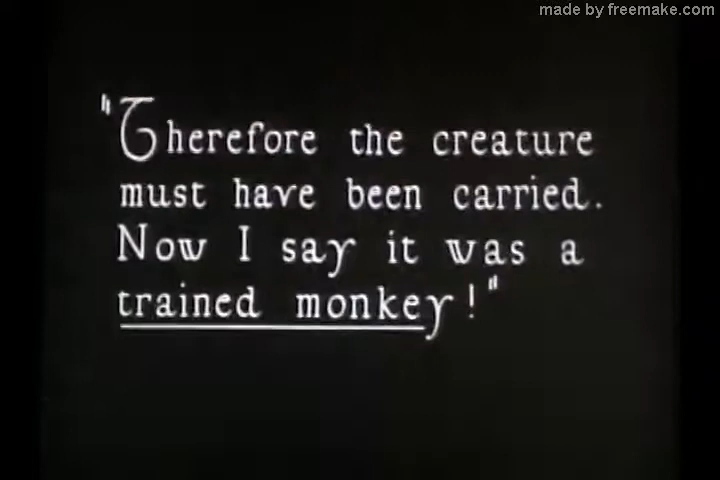 made by freemake.com
"Therefore the creature
must have been carried.
Now I say it was a
trained monkey!"